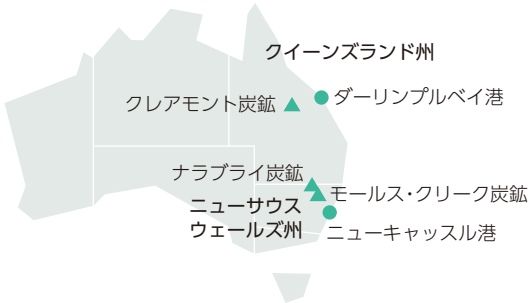 クイーンズランド州
ダーリンプルベイ港
クレアモント炭鉱
ナラブライ炭鉱
モールス・クリーク炭鉱
ニューサウス
ウェールズ州
ニューキャッスル港